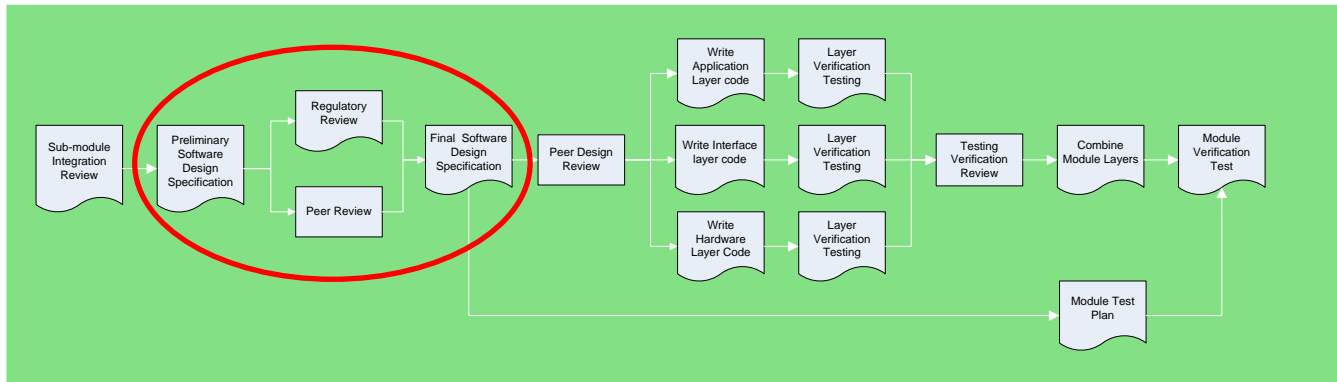 Sub-module
Integration
Review
Preliminary
Software
Design
Specification
Regulatory
Review
Peer Review
Final Software
Design
Specification
Peer Design
Review
Write
Application
Layer code
Layer
Verification
Testing
Write Interface
layer code
Layer
Verification
Testing
Write
Hardware
Layer Code
Layer
Verification
Testing
Testing
Verification
Review
Combine
Module Layers
Module
Verification
Test
Module Test
Plan